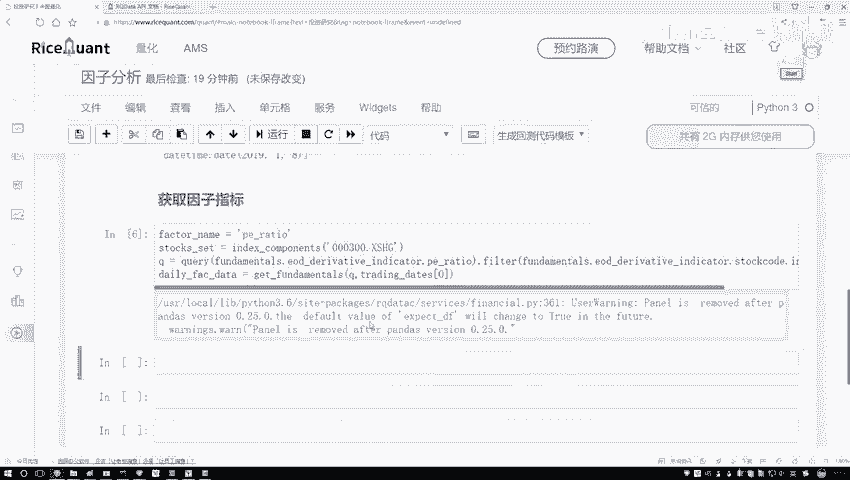 RQData API 文档
https://www.ricequant.com/
RiceQuant 量化 AMS 预约路演 帮助文档 社区
因子分析 最后检查: 19 分钟前 (未保存改变)
文件 编辑 查看 插入 单元格 服务 Widgets 帮助 可信的 Python 3
运行 代码 生成回测代码模板 共有 2G 内存供您使用
datetime.date(2019, 1, 8)]
获取因子指标
In [6]: factor_name = 'pe_ratio'
stocks_set = index_components('000300.XSHG')
q = query(fundamentals.eod_derivative_indicator.pe_ratio).filter(fundamentals.eod_derivative_indicator.stockcode.in
daily_fac_data = get_fundamentals(q,trading_dates[0])
/usr/local/lib/python3.6/site-packages/rqdatac/services/financial.py:361: UserWarning: Panel is removed after p
andas version 0.25.0.the default value of 'expect_df' will change to True in the future.
warnings.warn("Panel is removed after pandas version 0.25.0."
In [ ]:
In [ ]:
In [ ]: